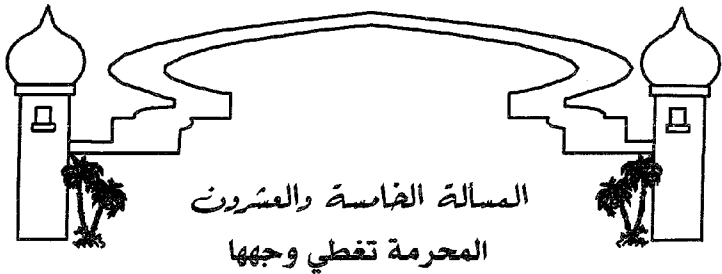 المسألة الخامسة والعشرون
المحرمة تغطي وجهها